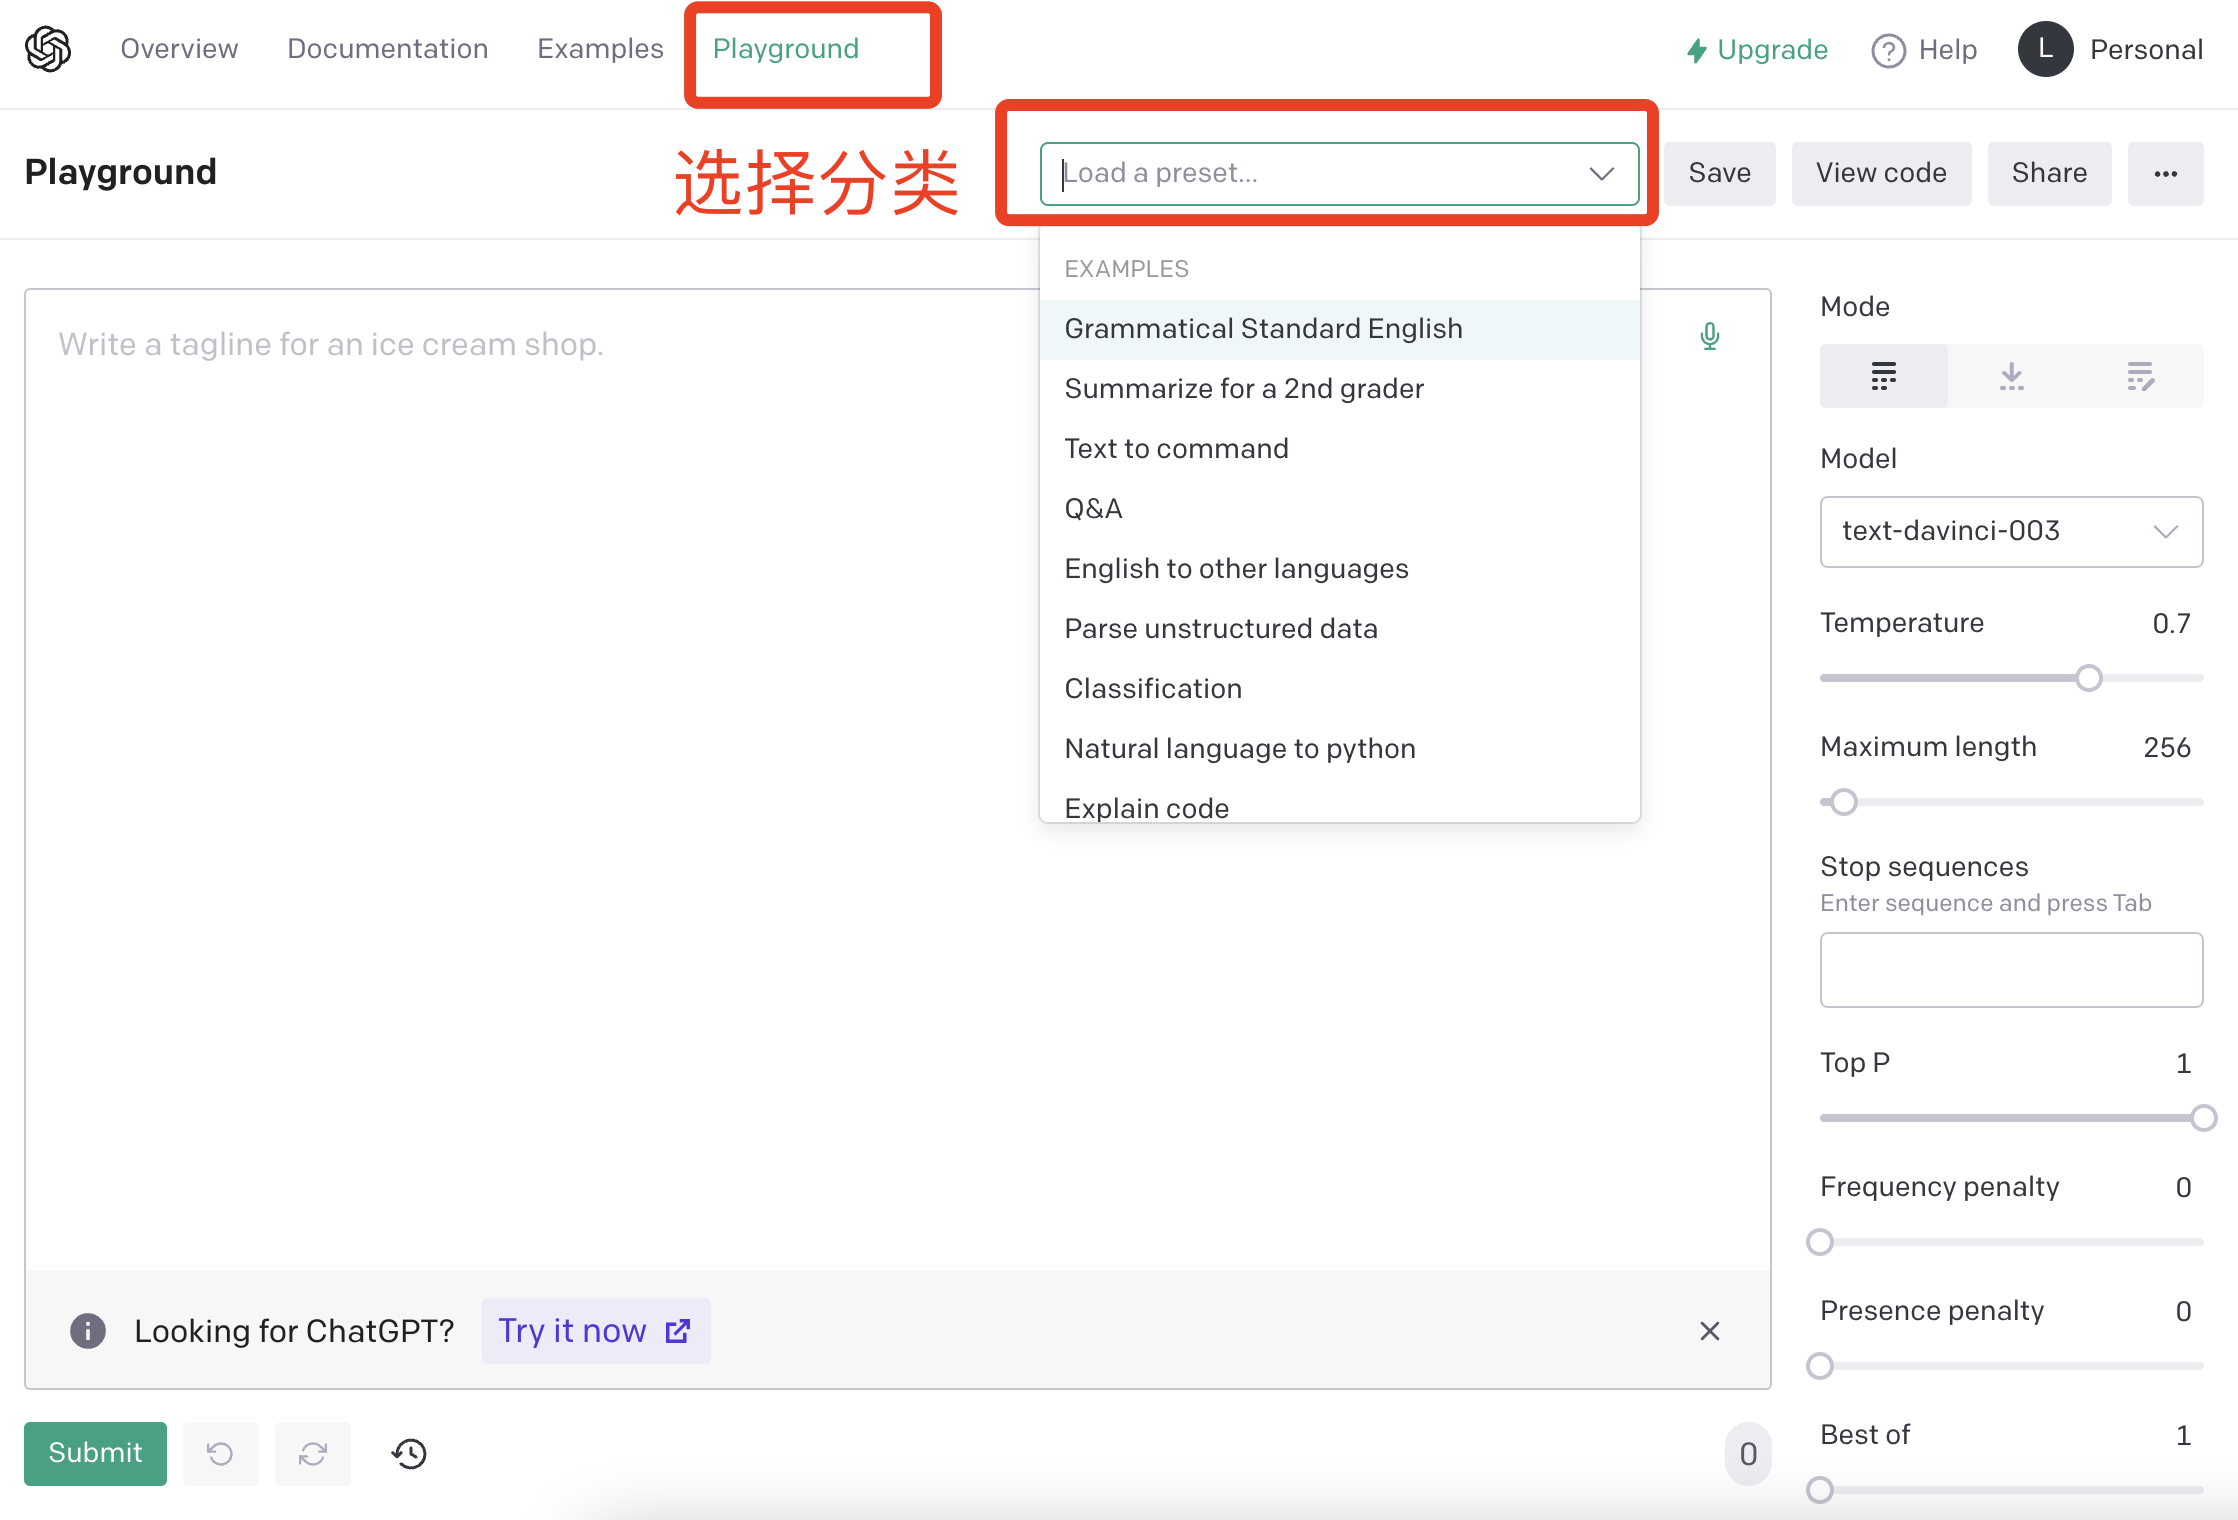 Overview Documentation Examples Playground Upgrade ? Help L Personal
Playground 选择分类 Load a preset... Save View code Share ...
EXAMPLES
Grammatical Standard English
Summarize for a 2nd grader
Text to command
Q&A
English to other languages
Parse unstructured data
Classification
Natural language to python
Explain code
Write a tagline for an ice cream shop.
Looking for ChatGPT? Try it now
Submit 0
Mode
Model
text-davinci-003
Temperature 0.7
Maximum length 256
Stop sequences
Enter sequence and press Tab
Top P 1
Frequency penalty 0
Presence penalty 0
Best of 1